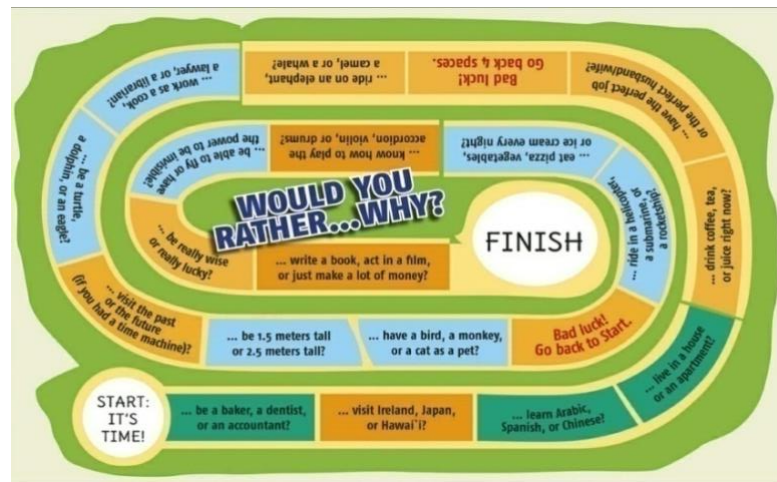 START:
IT'S
TIME!
... be a baker, a dentist,
or an accountant?
... visit Ireland, Japan,
or Hawai`i?
... learn Arabic,
Spanish, or Chinese?
... live in a house
or an apartment?
... drink coffee, tea,
or juice right now?
... have the perfect job
or the perfect husband/wife?
Bad luck!
Go back 4 spaces.
... ride on an elephant,
a camel, or a whale?
... work as a cook,
a lawyer, or a librarian?
... be a turtle,
a dolphin, or an eagle?
... visit the past
or the future
(if you had a time machine)?
... be 1.5 meters tall
or 2.5 meters tall?
... have a bird, a monkey,
or a cat as a pet?
Bad luck!
Go back to Start.
... ride in a helicopter,
a submarine, or
a rocketship?
... eat pizza, vegetables,
or ice cream every night?
... know how to play the
accordion, violin, or drums?
... be able to fly or have
the power to be invisible?
... be really wise
or really lucky?
... write a book, act in a film,
or just make a lot of money?
FINISH
WOULD YOU
RATHER...WHY?